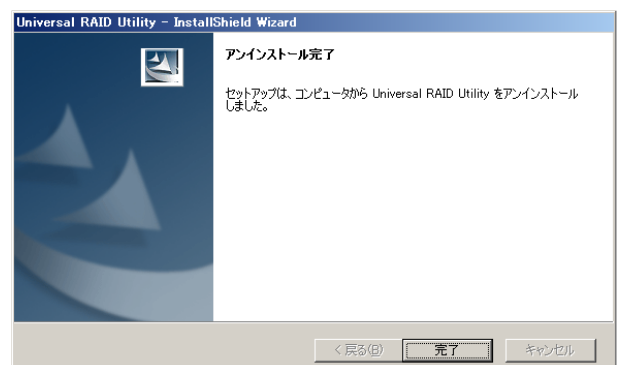 Universal RAID Utility - InstallShield Wizard
アンインストール完了
セットアップは、コンピュータから Universal RAID Utility をアンインストール
しました。
< 戻る(B)
完了
キャンセル